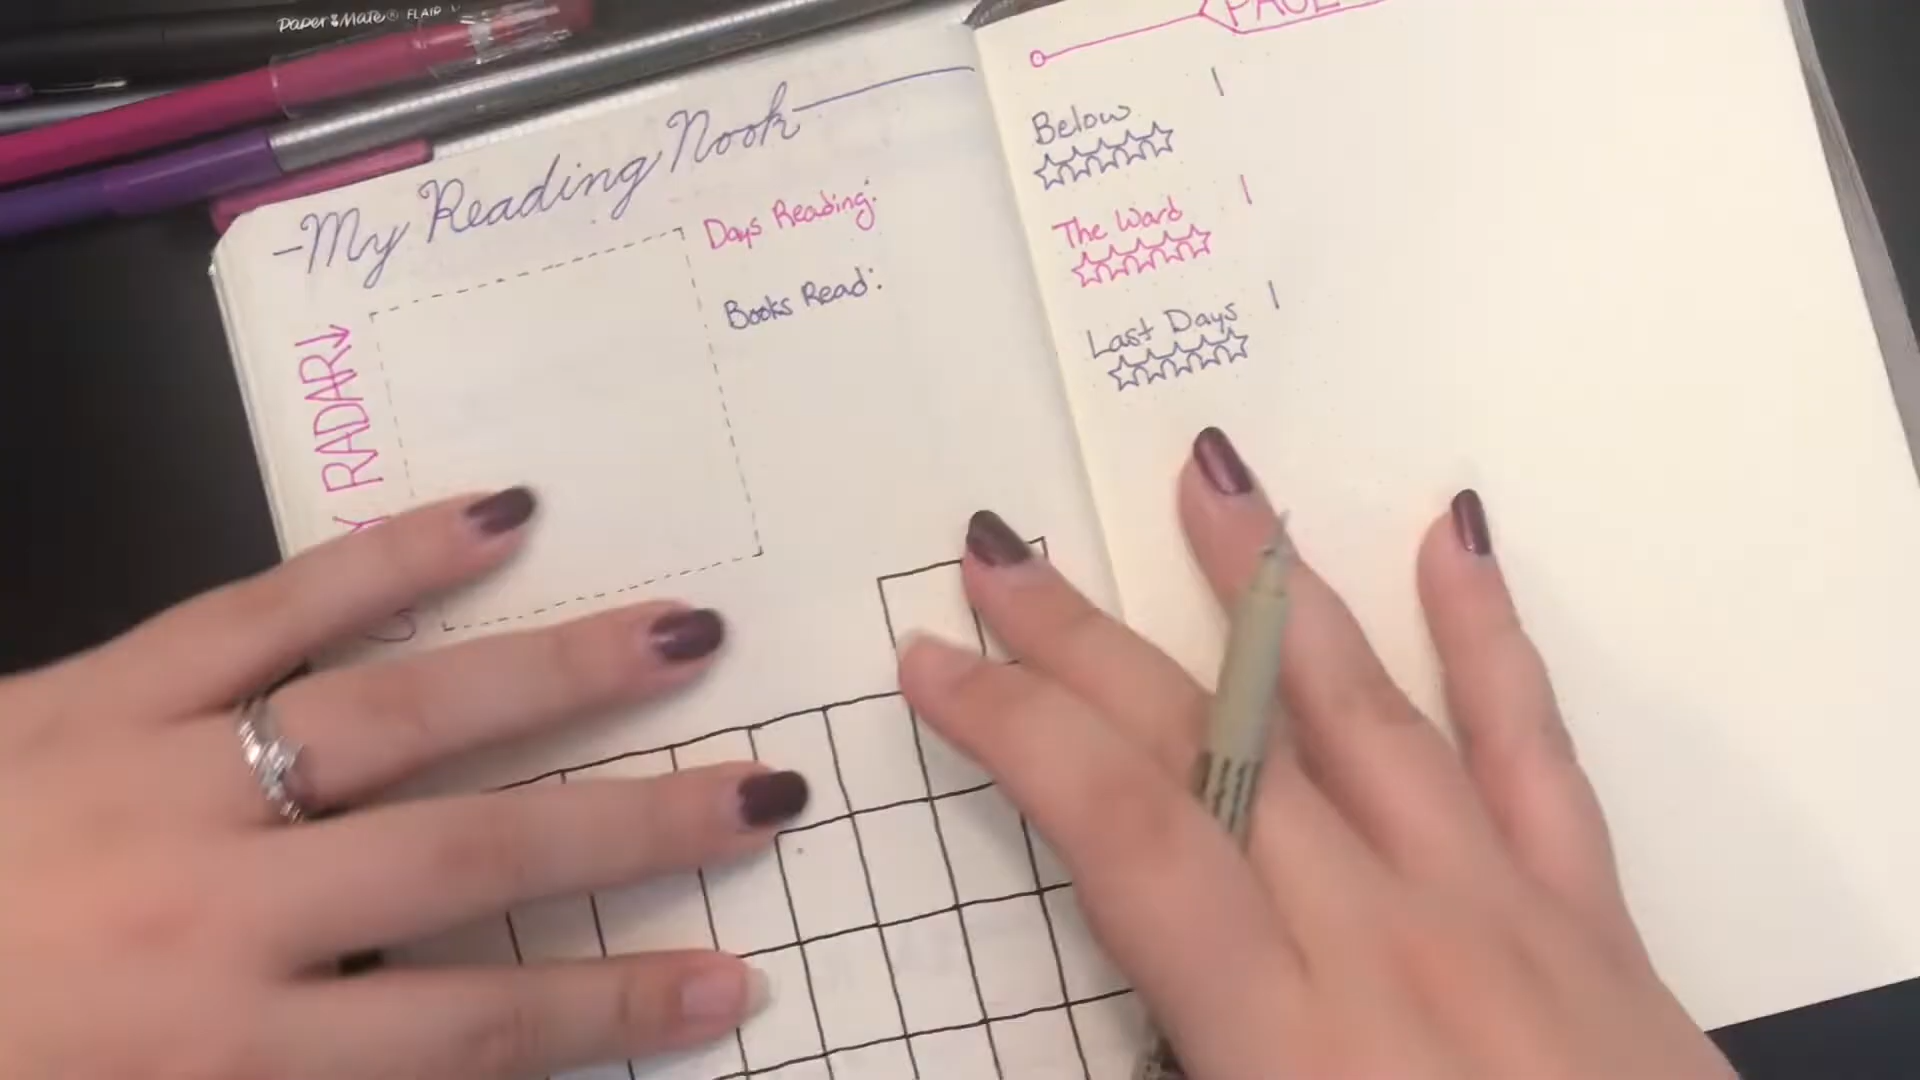 PAPER MATE® FLAIR
My Reading Nook
Days Reading:
Books Read:
RADAR
Below
The Ward
Last Days